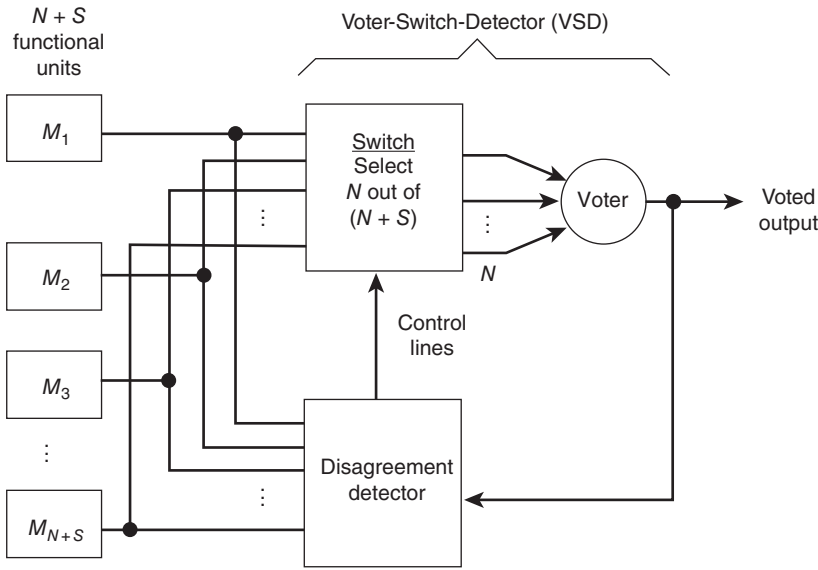 N + S
functional
units
Voter-Switch-Detector (VSD)
M1
Switch
Select
N out of
(N + S)
⋮
⋮
N
Voter
Voted
output
M2
Control
lines
M3
⋮
⋮
Disagreement
detector
MN+S